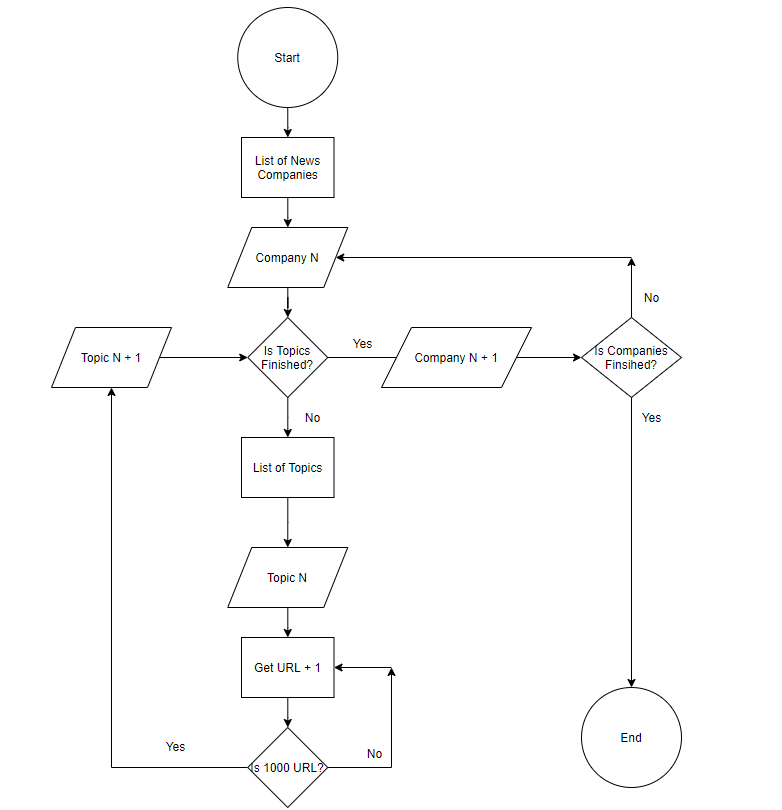 Start
List of News
Companies
Company N
No
Topic N + 1
Is Topics
Finished?
Yes
Company N + 1
Is Companies
Finsihed?
No
Yes
List of Topics
Topic N
Get URL + 1
Yes
Is 1000 URL?
No
End